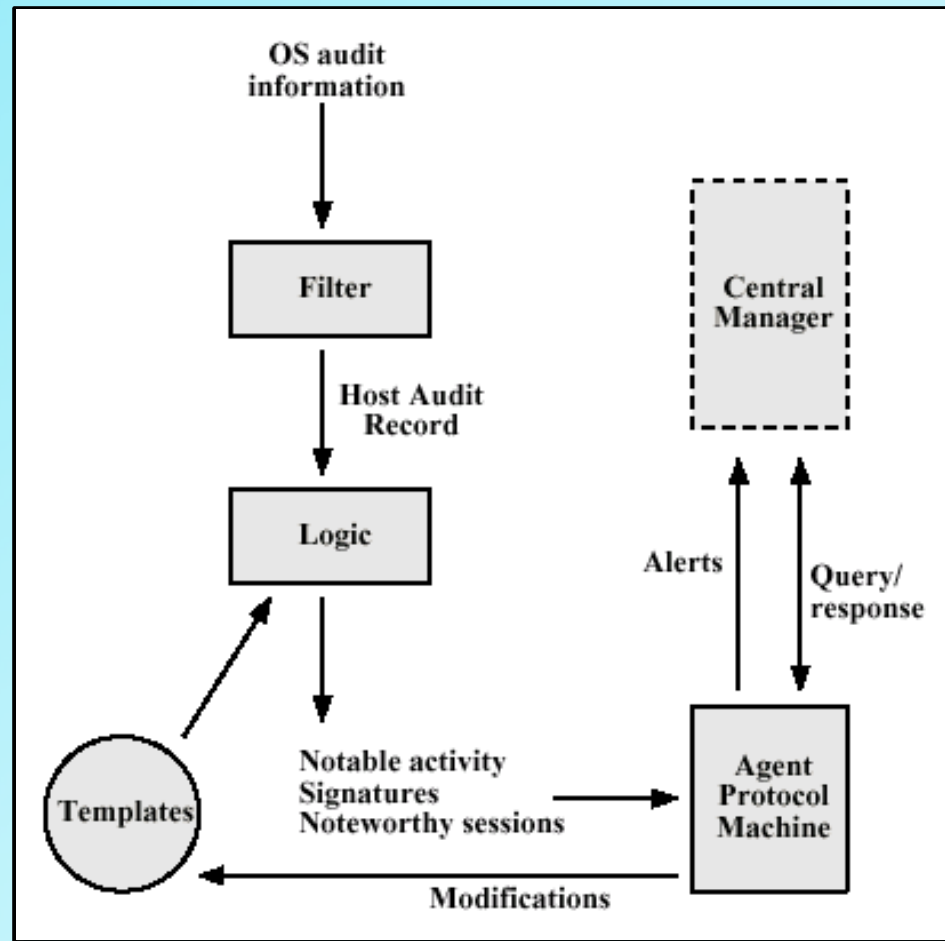 OS audit
information
Filter
Host Audit
Record
Logic
Templates
Notable activity
Signatures
Noteworthy sessions
Modifications
Central
Manager
Alerts
Query/
response
Agent
Protocol
Machine